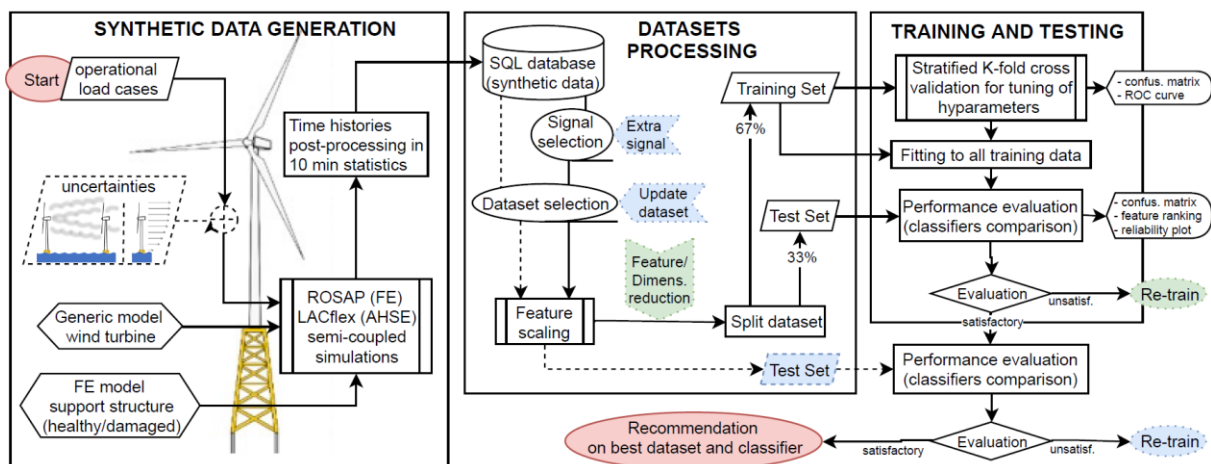 SYNTHETIC DATA GENERATION
Start
operational
load cases
uncertainties
Time histories
post-processing in
10 min statistics
Generic model
wind turbine
FE model
support structure
(healthy/damaged)
ROSAP (FE)
LACflex (AHSE)
semi-coupled
simulations
DATASETS
PROCESSING
SQL database
(synthetic data)
Signal
selection
Extra
signal
Dataset selection
Update
dataset
Feature
scaling
Feature/
Dimens.
reduction
Split dataset
Training Set
67%
Test Set
33%
Test Set
TRAINING AND TESTING
Stratified K-fold cross
validation for tuning of
hyparameters
- confus. matrix
- ROC curve
Fitting to all training data
Performance evaluation
(classifiers comparison)
- confus. matrix
- feature ranking
- reliability plot
Evaluation
unsatisf.
Re-train
satisfactory
Performance evaluation
(classifiers comparison)
Evaluation
unsatisf.
Re-train
satisfactory
Recommendation
on best dataset and classifier